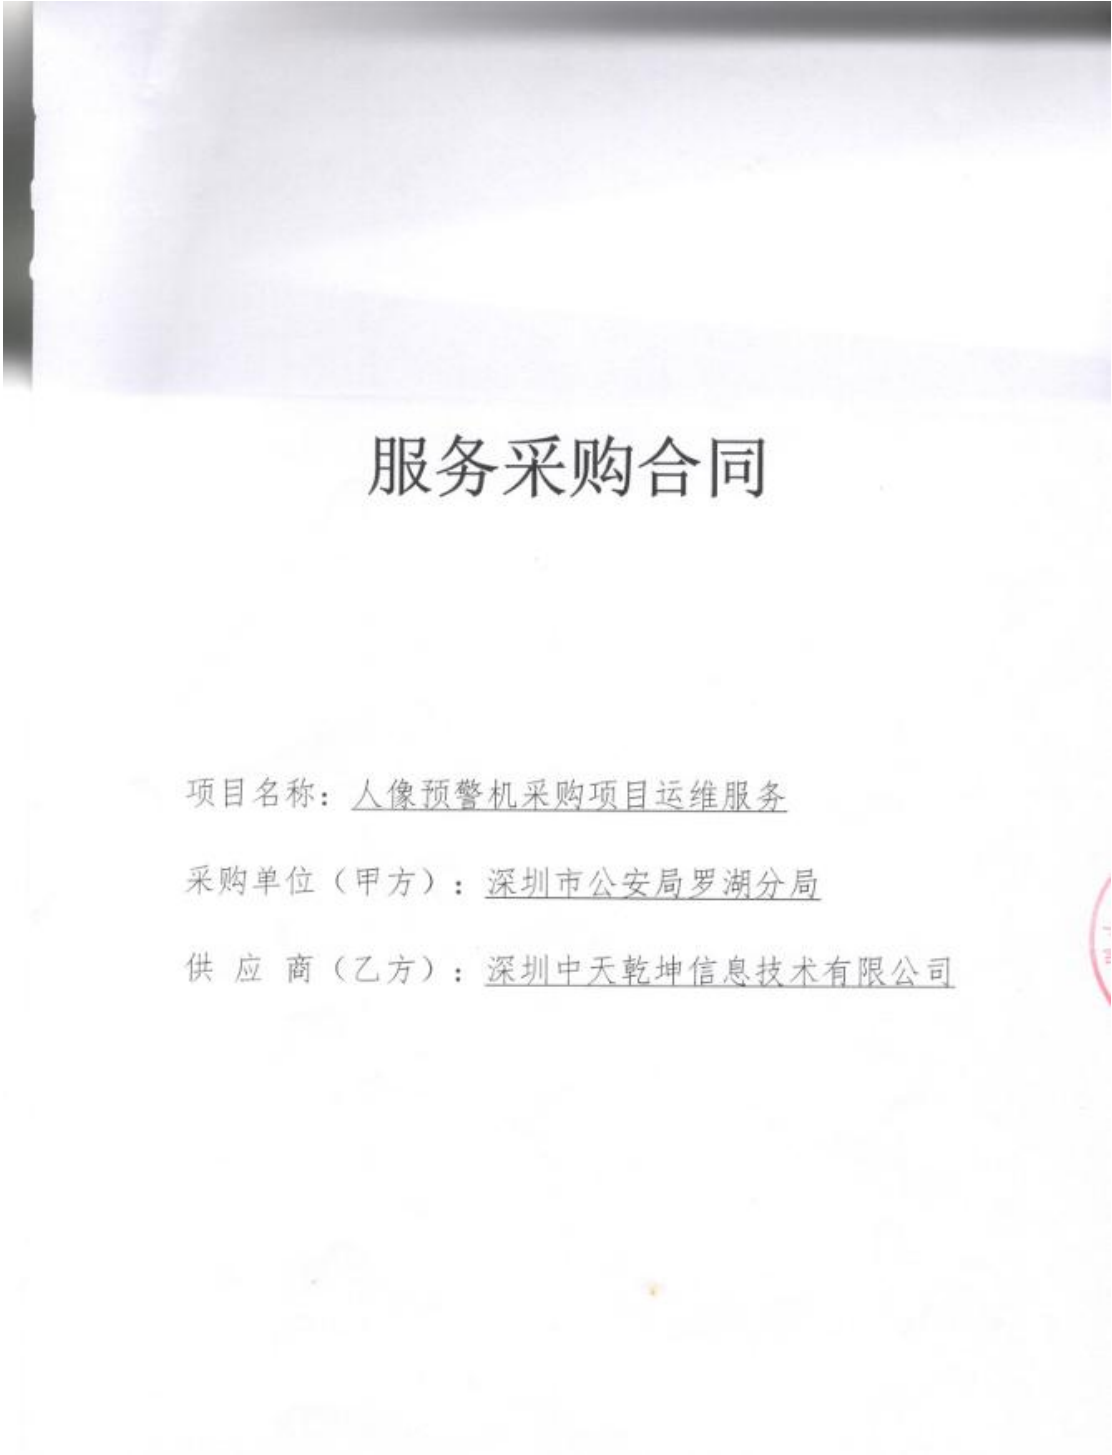 服务采购合同
项目名称：人像预警机采购项目运维服务
采购单位（甲方）：深圳市公安局罗湖分局
供 应 商（乙方）：深圳中天乾坤信息技术有限公司